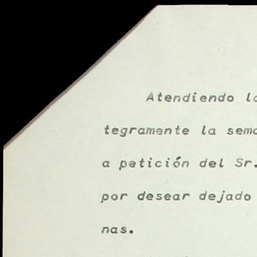 Atendiendo lo
tegramente la sema
a petición del Sr.
por desear dejado
nas.